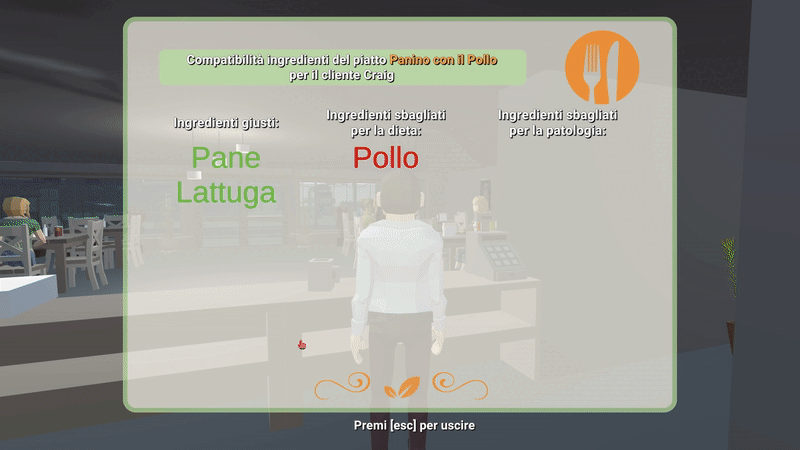 Compatibilità ingredienti del piatto Panino con il Pollo
per il cliente Craig
Ingredienti giusti:
Pane
Lattuga
Ingredienti sbagliati
per la dieta:
Pollo
Ingredienti sbagliati
per la patologia:
Premi [esc] per uscire